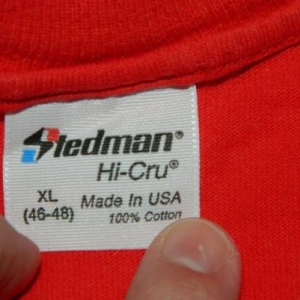 Stedman®
Hi-Cru®
XL
(46-48)
Made In USA
100% Cotton